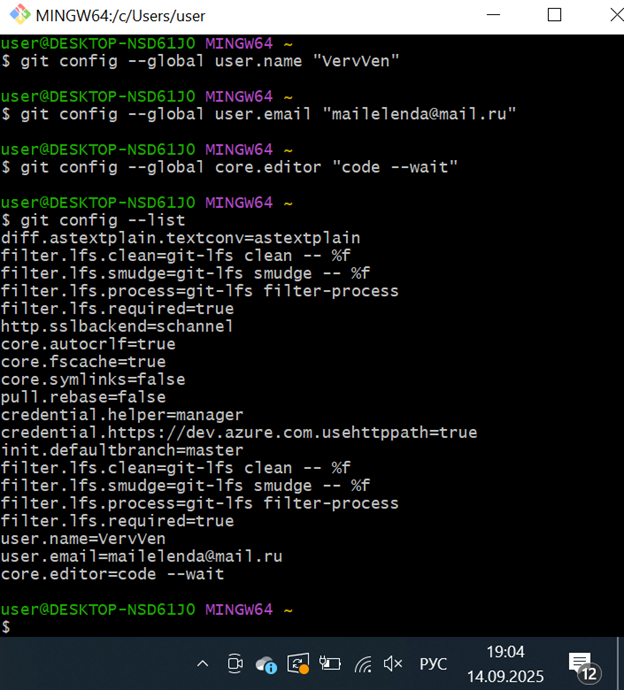 MINGW64:/c/Users/user
user@DESKTOP-NSD61JO MINGW64 ~
$ git config --global user.name "VervVen"
user@DESKTOP-NSD61JO MINGW64 ~
$ git config --global user.email "mailelenda@mail.ru"
user@DESKTOP-NSD61JO MINGW64 ~
$ git config --global core.editor "code --wait"
user@DESKTOP-NSD61JO MINGW64 ~
$ git config --list
diff.astextplain.textconv=astextplain
filter.lfs.clean=git-lfs clean -- %f
filter.lfs.smudge=git-lfs smudge -- %f
filter.lfs.process=git-lfs filter-process
filter.lfs.required=true
http.sslbackend=schannel
core.autocrlf=true
core.fscache=true
core.symlinks=false
pull.rebase=false
credential.helper=manager
credential.https://dev.azure.com.usehttppath=true
init.defaultbranch=master
filter.lfs.clean=git-lfs clean -- %f
filter.lfs.smudge=git-lfs smudge -- %f
filter.lfs.process=git-lfs filter-process
filter.lfs.required=true
user.name=VervVen
user.email=mailelenda@mail.ru
core.editor=code --wait
user@DESKTOP-NSD61JO MINGW64 ~
$
РУС
19:04
14.09.2025
12